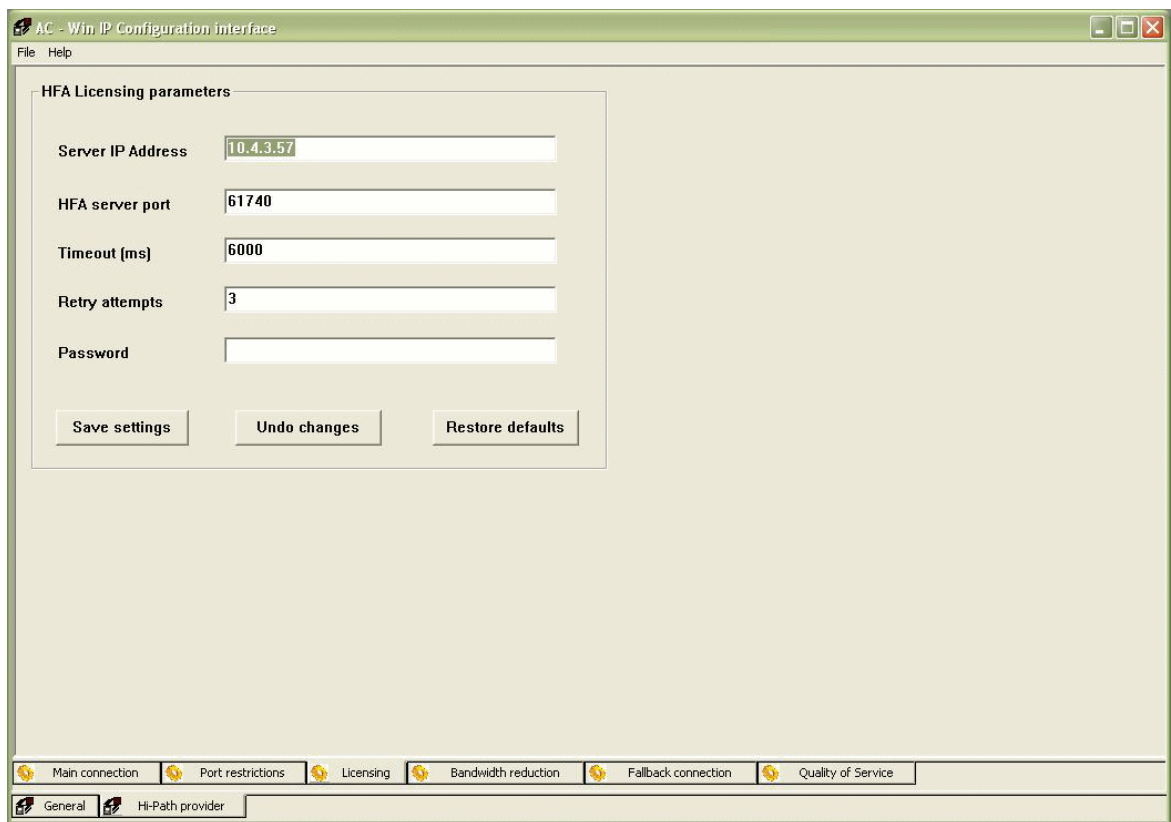 AC - Win IP Configuration interface
File Help
HFA Licensing parameters
Server IP Address 10.4.3.57
HFA server port 61740
Timeout (ms) 6000
Retry attempts 3
Password
Save settings Undo changes Restore defaults
Main connection Port restrictions Licensing Bandwidth reduction Fallback connection Quality of Service
General Hi-Path provider